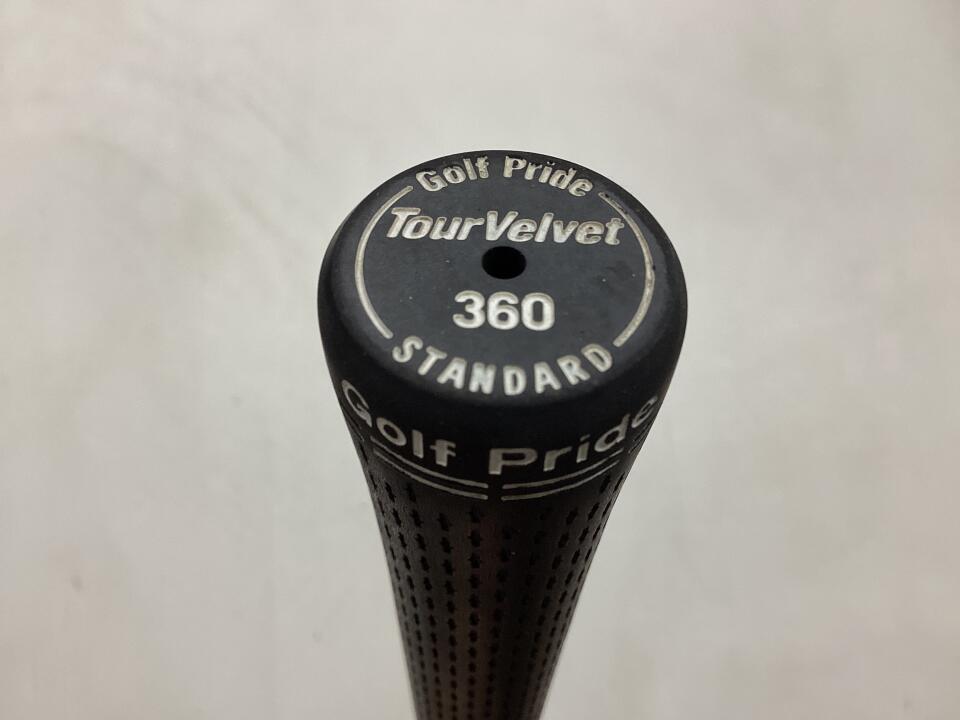 Golf Pride
TourVelvet
360
STANDARD
Golf Pride